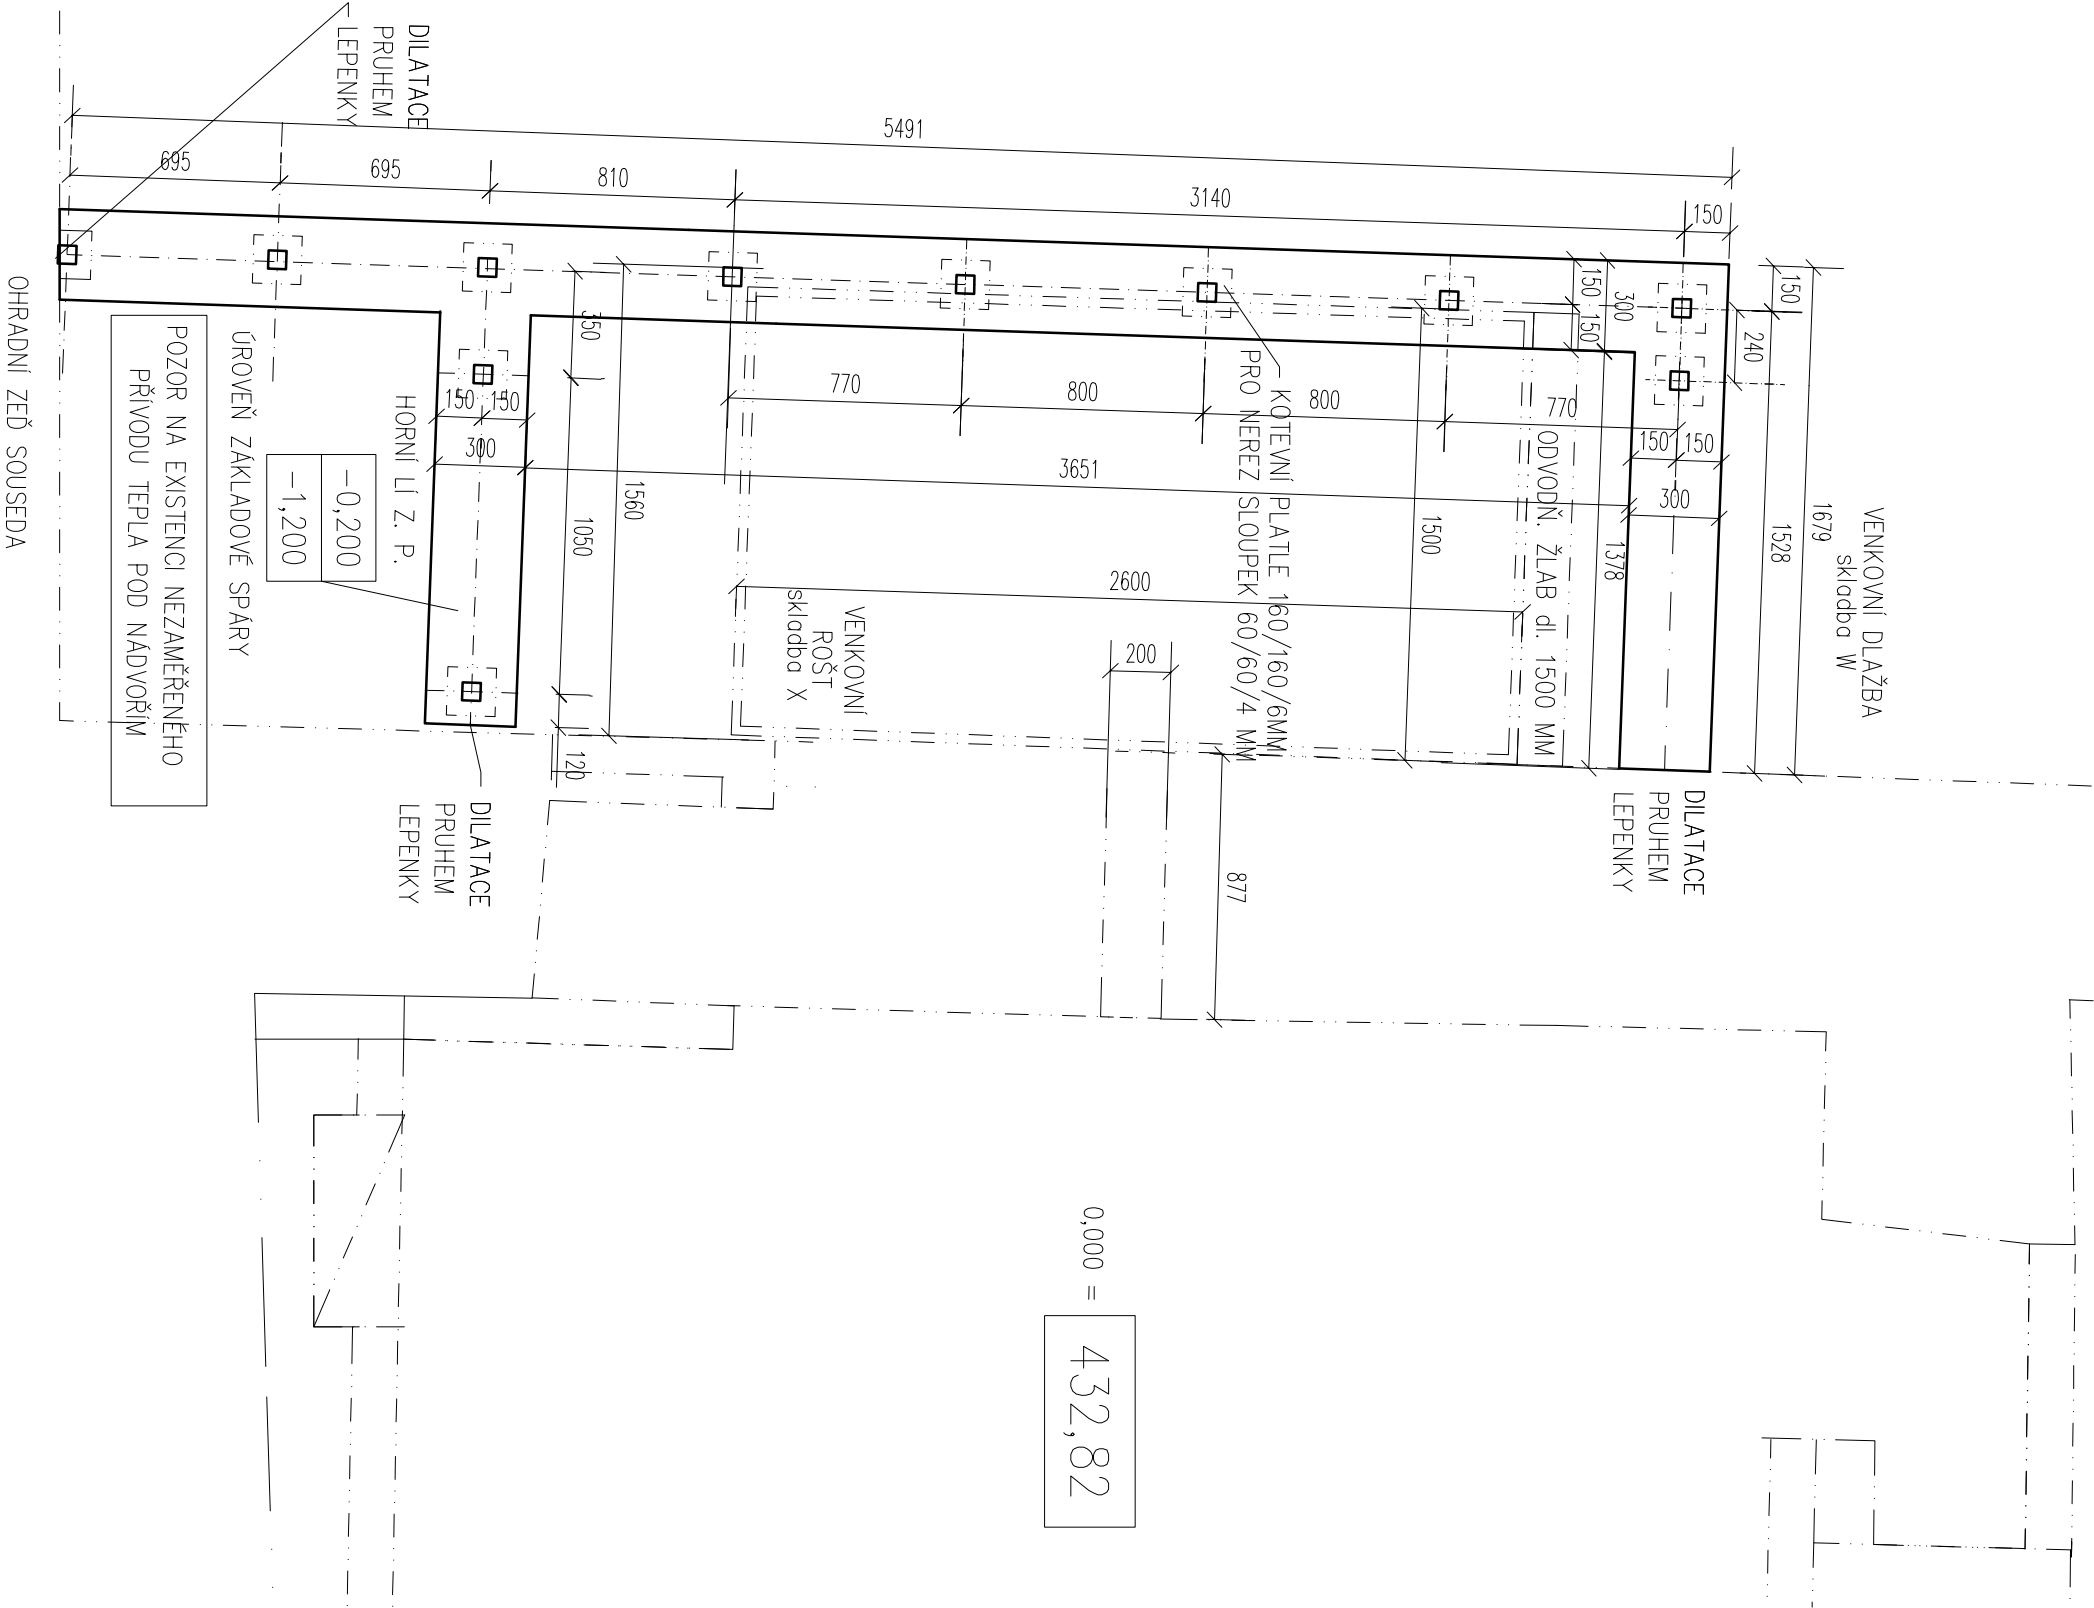 DILATACE
PRUHEM
LEPENKY
5491
695
695
810
3140
150
150
300
150
150
240
1679
1528
VENKOVNÍ DLAŽBA
skladba W
350
1050
120
1560
150
150
300
770
800
800
770
3651
150
150
300
1500
1378
2600
200
877
KOTEVNÍ PLATLE 160/160/6MM
PRO NEREZ SLOUPEK 60/60/4 MM
ODVODŇ. ŽLAB dl. 1500 MM
VENKOVNÍ
ROŠT
skladba X
HORNÍ LÍ Z. P.
-0,200
-1,200
ÚROVEŇ ZÁKLADOVÉ SPÁRY
POZOR NA EXISTENCI NEZAMĚŘENÉHO
PŘÍVODU TEPLA POD NÁDVOŘÍM
OHRADNÍ ZEĎ SOUSEDA
DILATACE
PRUHEM
LEPENKY
DILATACE
PRUHEM
LEPENKY
0,000 =
432,82